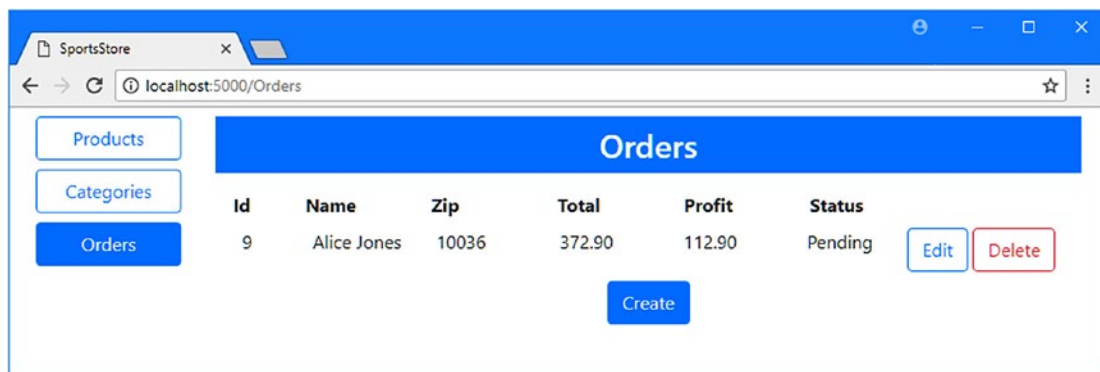 SportsStore
localhost:5000/Orders
Products
Orders
Categories
Id Name Zip Total Profit Status
Orders
9 Alice Jones 10036 372.90 112.90 Pending Edit Delete
Create